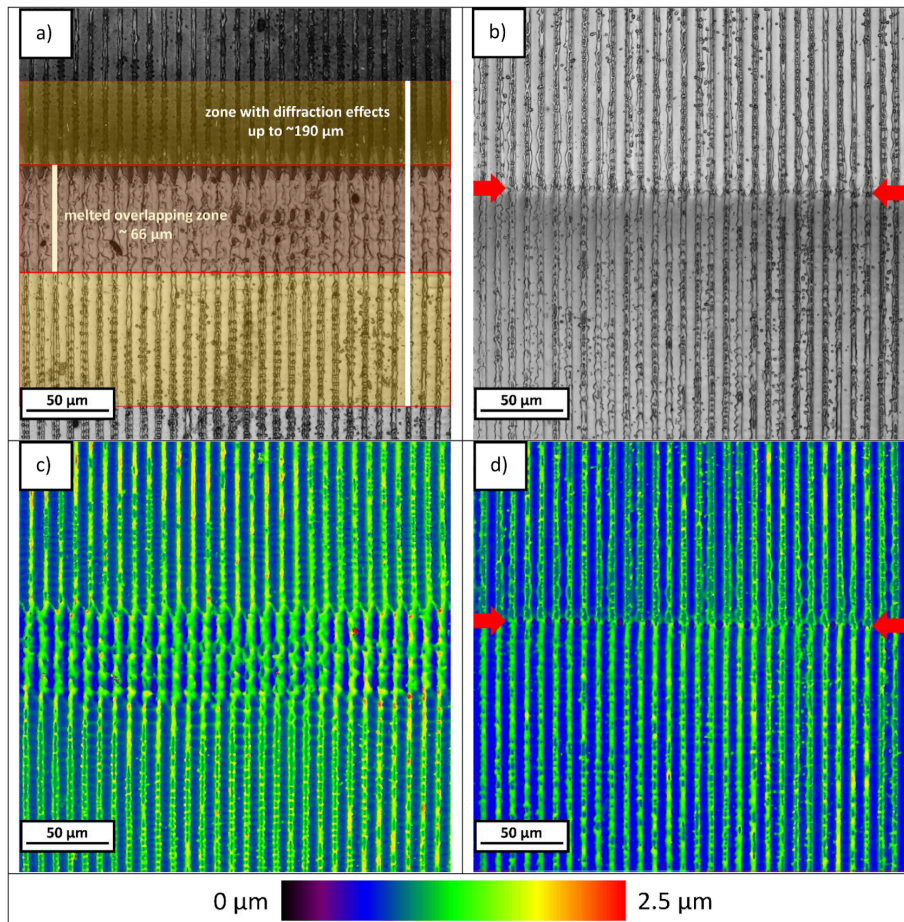 a)
zone with diffraction effects
up to ~190 μm
melted overlapping zone
~ 66 μm
50 μm
b)
50 μm
c)
50 μm
d)
50 μm
0 μm
2.5 μm